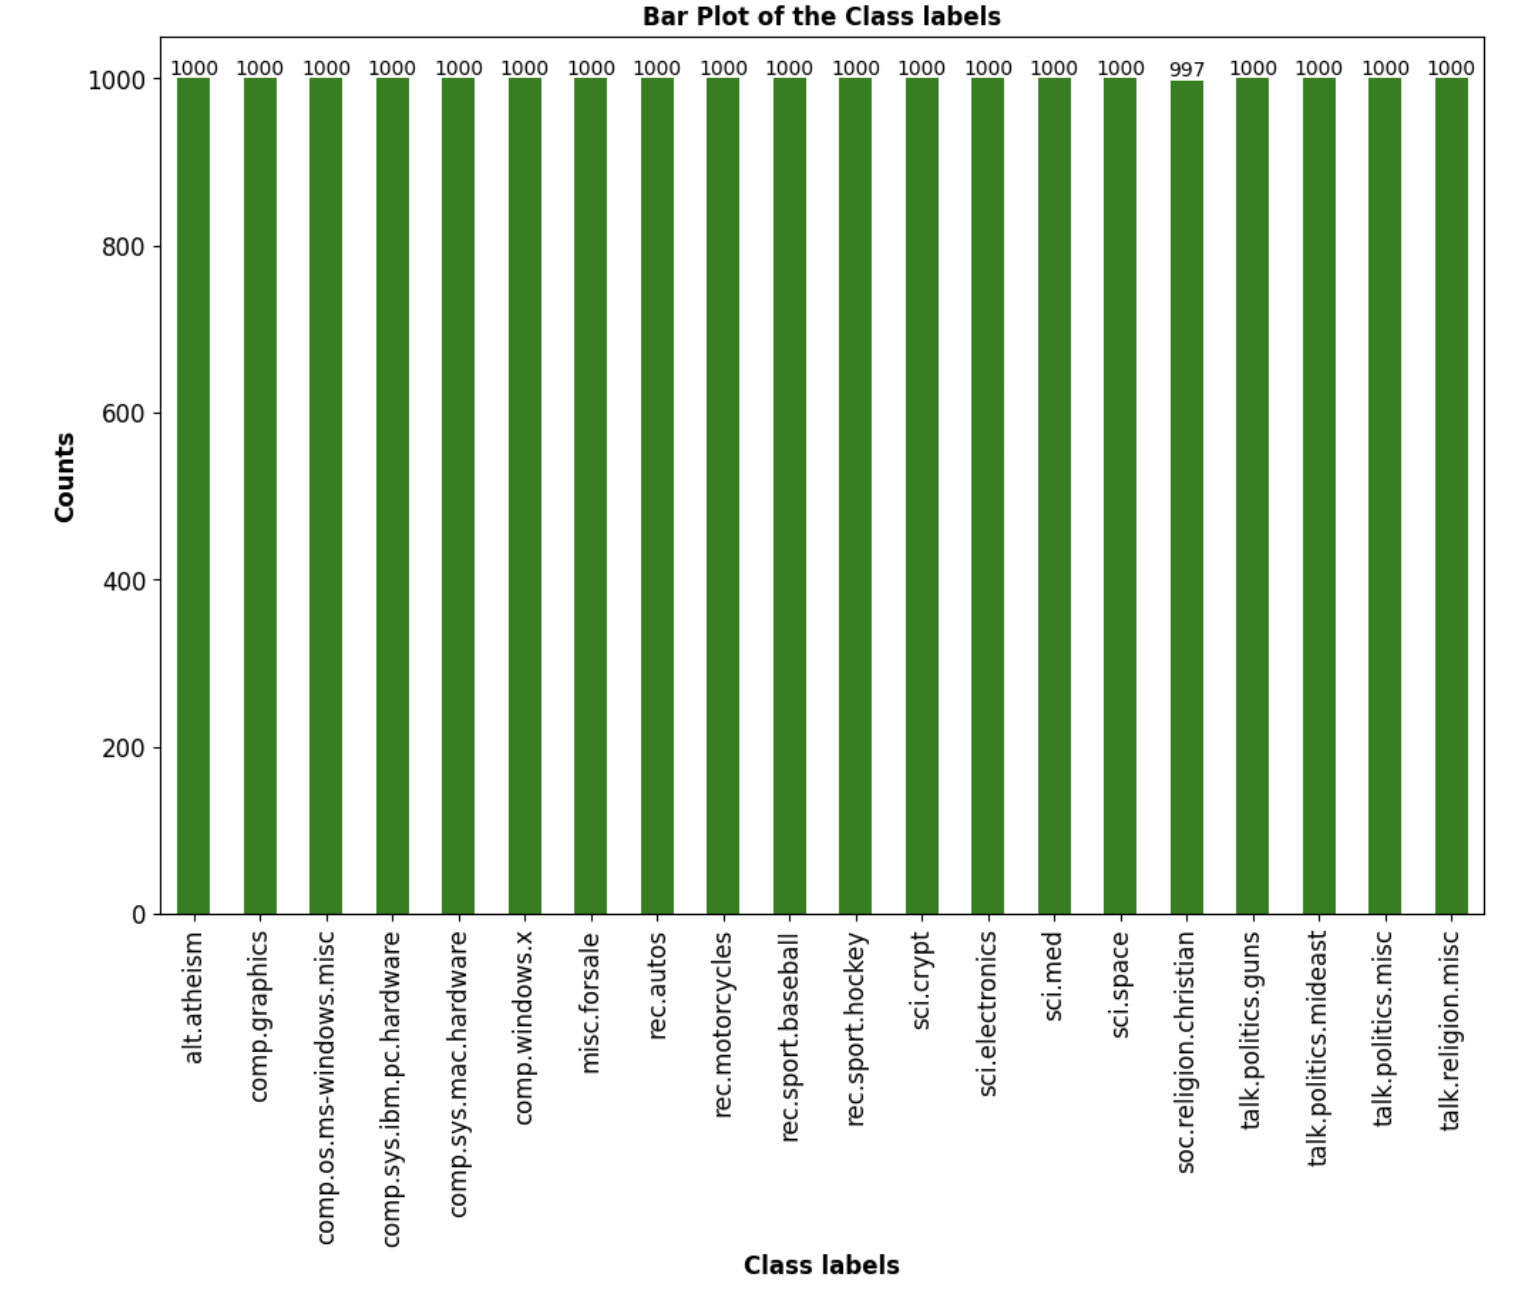 Bar Plot of the Class labels
1000 1000 1000 1000 1000 1000 1000 1000 1000 1000 1000 1000 1000 1000 1000 997 1000 1000 1000 1000
1000
800
600
400
200
0
Counts
alt.atheism
comp.graphics
comp.os.ms-windows.misc
comp.sys.ibm.pc.hardware
comp.sys.mac.hardware
comp.windows.x
misc.forsale
rec.autos
rec.motorcycles
rec.sport.baseball
rec.sport.hockey
sci.crypt
sci.electronics
sci.med
sci.space
soc.religion.christian
talk.politics.guns
talk.politics.mideast
talk.politics.misc
talk.religion.misc
Class labels